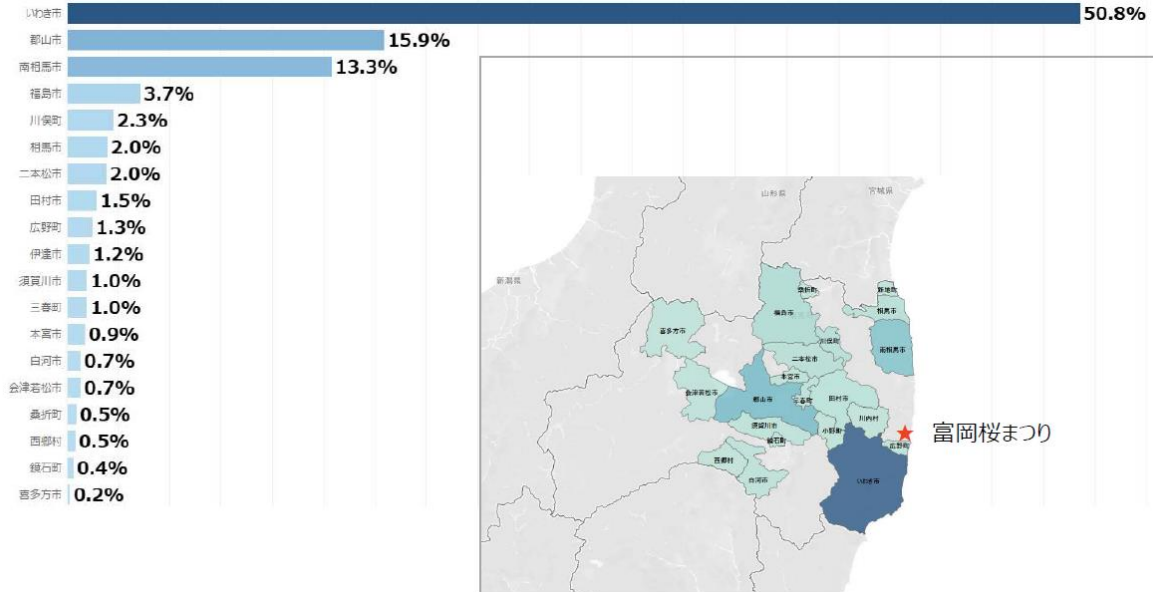 いわき市 50.8%
郡山市 15.9%
南相馬市 13.3%
福島市 3.7%
川俣町 2.3%
相馬市 2.0%
二本松市 2.0%
田村市 1.5%
広野町 1.3%
伊達市 1.2%
須賀川市 1.0%
三春町 1.0%
本宮市 0.9%
白河市 0.7%
会津若松市 0.7%
桑折町 0.5%
西郷村 0.5%
鏡石町 0.4%
喜多方市 0.2%
山形県
宮城県
新潟県
桑折町
新地町
相馬市
福島市
喜多方市
川俣町
南相馬市
二本松市
本宮市
会津若松市
郡山市
三春町
田村市
川内村
須賀川市
小野町
鏡石町
広野町
富岡桜まつり
西郷村
白河市
いわき市